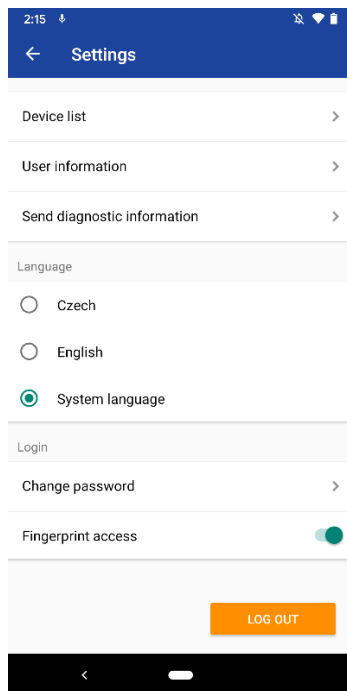 2:15
Settings
Device list
User information
Send diagnostic information
Language
Czech
English
System language
Login
Change password
Fingerprint access
LOG OUT